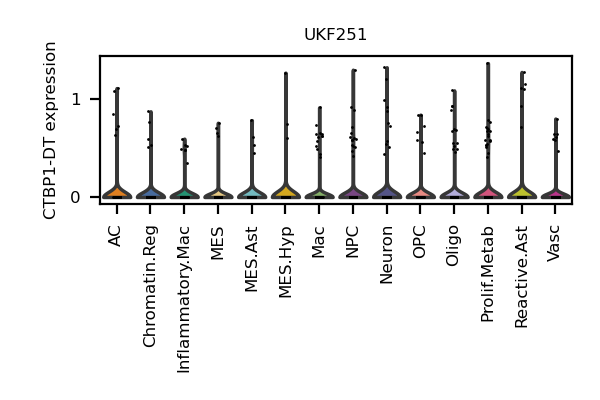 UKF251
CTBP1-DT expression
1
0
AC
Chromatin.Reg
Inflammatory.Mac
MES
MES.Ast
MES.Hyp
Mac
NPC
Neuron
OPC
Oligo
Prolif.Metab
Reactive.Ast
Vasc